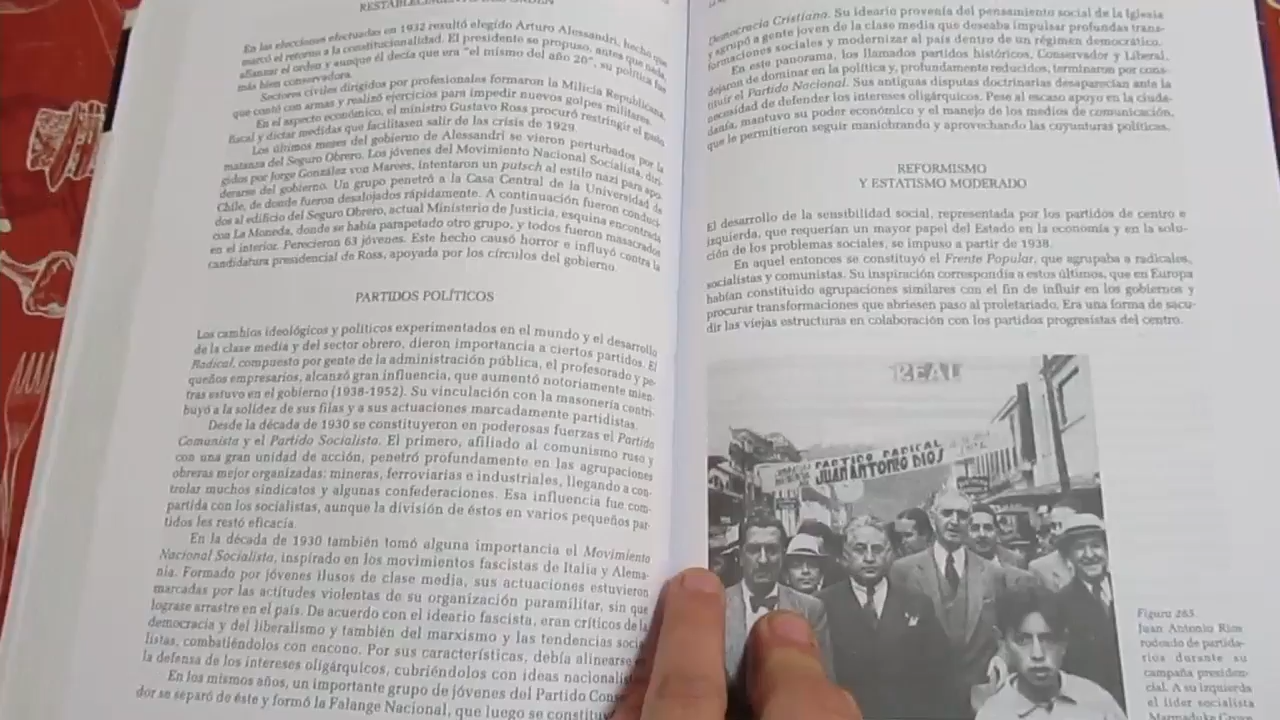 RESTABLECIMIENTO DEL ORDEN
En las elecciones efectuadas en 1932 resultó elegido Arturo Alessandri, hecho que
marcó el retorno a la constitucionalidad. El presidente se propuso, antes que nada,
afianzar el orden y aunque él decía que era "el mismo del año 20", su política fue
más bien conservadora.
Sectores civiles dirigidos por profesionales formaron la Milicia Republicana,
que contó con armas y realizó ejercicios para impedir nuevos golpes militares.
En el aspecto económico, el ministro Gustavo Ross procuró restringir el gasto
fiscal y dictar medidas que facilitasen salir de las crisis de 1929.
Los últimos meses del gobierno de Alessandri se vieron perturbados por la
matanza del Seguro Obrero. Los jóvenes del Movimiento Nacional Socialista, diri-
gidos por Jorge González von Marees, intentaron un putsch al estilo nazi para apo-
derarse del gobierno. Un grupo penetró a la Casa Central de la Universidad de
Chile, de donde fueron desalojados rápidamente. A continuación fueron conduci-
dos al edificio del Seguro Obrero, actual Ministerio de Justicia, esquina encontrada
con La Moneda, donde se había parapetado otro grupo, y todos fueron masacrados
en el interior. Perecieron 63 jóvenes. Este hecho causó horror e influyó contra la
candidatura presidencial de Ross, apoyada por los círculos del gobierno.
PARTIDOS POLÍTICOS
Los cambios ideológicos y políticos experimentados en el mundo y el desarrollo
de la clase media y del sector obrero, dieron importancia a ciertos partidos. El
Radical, compuesto por gente de la administración pública, el profesorado y pe-
queños empresarios, alcanzó gran influencia, que aumentó notoriamente mien-
tras estuvo en el gobierno (1938-1952). Su vinculación con la masonería contri-
buyó a la solidez de sus filas y a sus actuaciones marcadamente partidistas.
Desde la década de 1930 se constituyeron en poderosas fuerzas el Partido
Comunista y el Partido Socialista. El primero, afiliado al comunismo ruso y
con una gran unidad de acción, penetró profundamente en las agrupaciones
obreras mejor organizadas: mineras, ferroviarias e industriales, llegando a con-
trolar muchos sindicatos y algunas confederaciones. Esa influencia fue com-
partida con los socialistas, aunque la división de éstos en varios pequeños par-
tidos les restó eficacia.
En la década de 1930 también tomó alguna importancia el Movimiento
Nacional Socialista, inspirado en los movimientos fascistas de Italia y Alema-
nia. Formado por jóvenes ilusos de clase media, sus actuaciones estuvieron
marcadas por las actitudes violentas de su organización paramilitar, sin que
lograse arrastre en el país. De acuerdo con el ideario fascista, eran críticos de la
democracia y del liberalismo y también del marxismo y las tendencias socia-
listas, combatiéndolos con encono. Por sus características, debía alinearse en
la defensa de los intereses oligárquicos, cubriéndolos con ideas nacionalistas
En los mismos años, un importante grupo de jóvenes del Partido Conser
dor se separó de éste y formó la Falange Nacional, que luego se constituyó
Democracia Cristiana. Su ideario provenía del pensamiento social de la Iglesia
y agrupó a gente joven de la clase media que deseaba impulsar profundas trans-
formaciones sociales y modernizar al país dentro de un régimen democrático.
En este panorama, los llamados partidos históricos, Conservador y Liberal,
dejaron de dominar en la política y, profundamente reducidos, terminaron por cons-
tituir el Partido Nacional. Sus antiguas disputas doctrinarias desaparecían ante la
necesidad de defender los intereses oligárquicos. Pese al escaso apoyo en la ciuda-
danía, mantuvo su poder económico y el manejo de los medios de comunicación,
que le permitieron seguir maniobrando y aprovechando las coyunturas políticas.
REFORMISMO
Y ESTATISMO MODERADO
El desarrollo de la sensibilidad social, representada por los partidos de centro e
izquierda, que requerían un mayor papel del Estado en la economía y en la solu-
ción de los problemas sociales, se impuso a partir de 1938.
En aquel entonces se constituyó el Frente Popular, que agrupaba a radicales,
socialistas y comunistas. Su inspiración correspondía a estos últimos, que en Europa
habían constituido agrupaciones similares con el fin de influir en los gobiernos y
procurar transformaciones que abriesen paso al proletariado. Era una forma de sacu-
dir las viejas estructuras en colaboración con los partidos progresistas del centro.
REAL
PARTIDO RADICAL
JUAN ANTONIO RIOS
Figura 265.
Juan Antonio Ríos
rodeado de partida-
rios durante su
campaña presiden-
cial. A su izquierda
el líder socialista
Marmaduke Grove